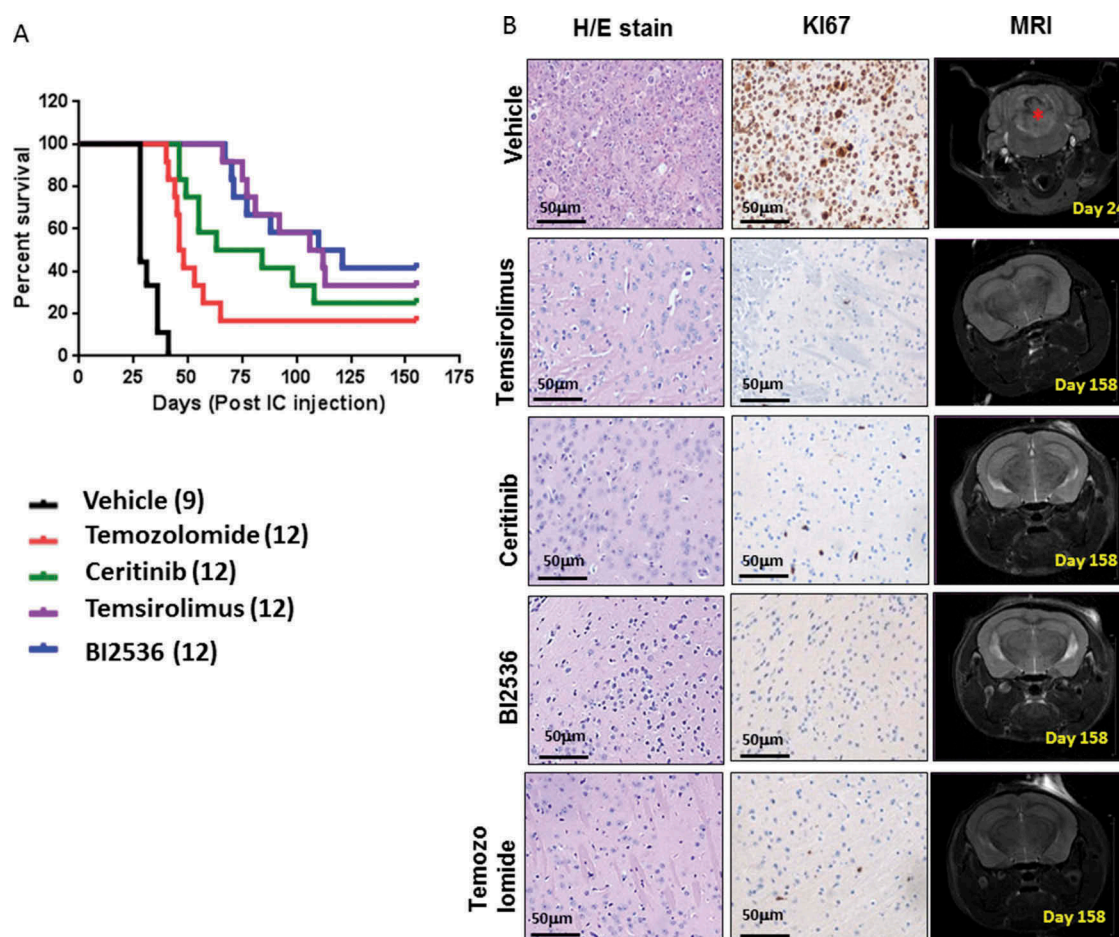 A
120
100
80
60
40
20
0
Percent survival
0 25 50 75 100 125 150 175
Days (Post IC injection)
Vehicle (9)
Temozolomide (12)
Ceritinib (12)
Temsirolimus (12)
BI2536 (12)
B
H/E stain KI67 MRI
Vehicle
50µm
50µm
*
Day 24
Temsirolimus
50µm
50µm
Day 158
Ceritinib
50µm
50µm
Day 158
BI2536
50µm
50µm
Day 158
Temozo
lomide
50µm
50µm
Day 158